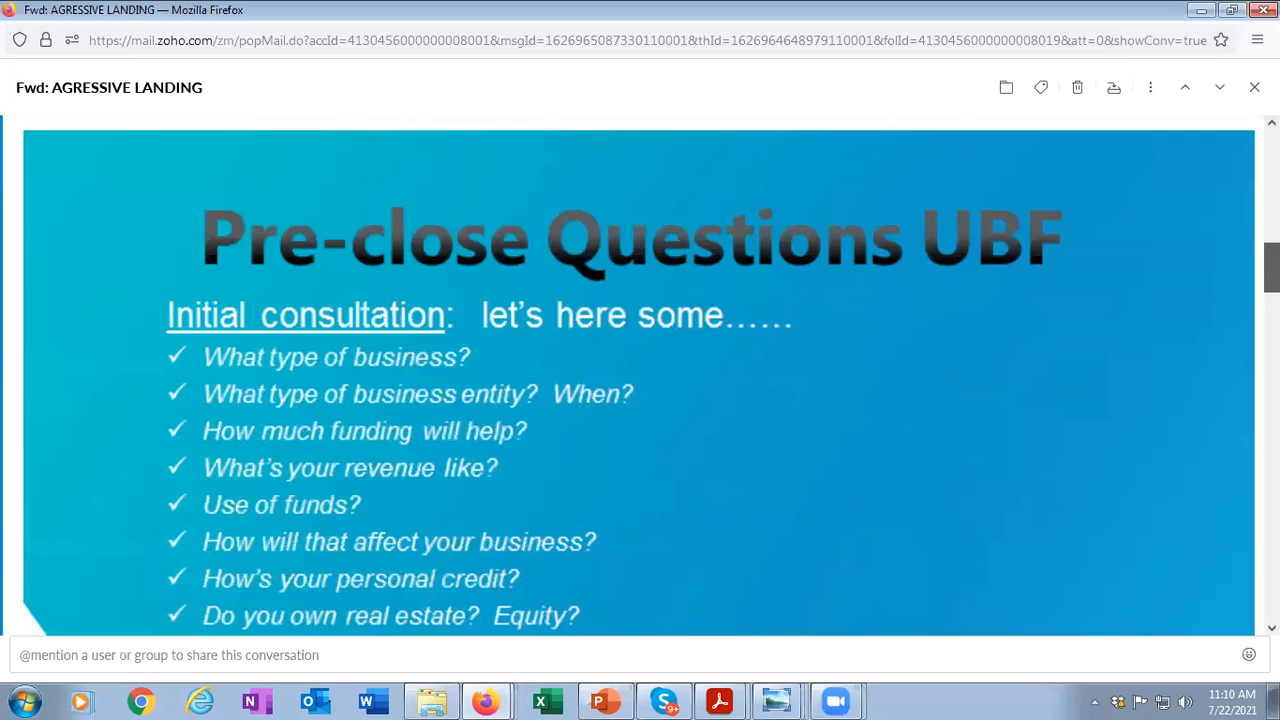 Fwd: AGRESSIVE LANDING — Mozilla Firefox
https://mail.zoho.com/zm/popMail.do?accId=4130456000000008001&msgId=1626965087330110001&thId=1626964648979110001&folId=4130456000000008019&att=0&showConv=true
Fwd: AGRESSIVE LANDING
Pre-close Questions UBF
Initial consultation: let's here some......
✓ What type of business?
✓ What type of business entity? When?
✓ How much funding will help?
✓ What's your revenue like?
✓ Use of funds?
✓ How will that affect your business?
✓ How's your personal credit?
✓ Do you own real estate? Equity?
@mention a user or group to share this conversation
11:10 AM
7/22/2021